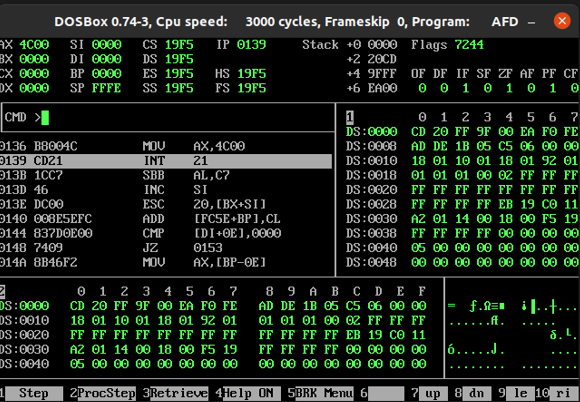 DOSBox 0.74-3, Cpu speed: 3000 cycles, Frameskip 0, Program: AFD
AX 4C00 SI 0000 CS 19F5 IP 0139 Stack +0 0000 Flags 7244
BX 0000 DI 0000 DS 19F5 +2 20CD
CX 0000 BP 0000 ES 19F5 HS 19F5 +4 9FFF OF DF IF SF ZF AF PF CF
DX 0000 SP FFFE SS 19F5 FS 19F5 +6 EA00 0 0 1 0 1 0 1 0
CMD >
0136 B8004C MOV AX,4C00
0139 CD21 INT 21
013B 1CC7 SBB AL,C7
013D 46 INC SI
013E DC00 ESC 20,[BX+SI]
0140 008E5EFC ADD [FC5E+BP],CL
0144 837D0E00 CMP [DI+0E],0000
0148 7409 JZ 0153
014A 8B46F2 MOV AX,[BP-0E]
1 0 1 2 3 4 5 6 7
DS:0000 CD 20 FF 9F 00 EA F0 FE
DS:0008 AD DE 1B 05 C5 06 00 00
DS:0010 18 01 10 01 18 01 92 01
DS:0018 01 01 01 00 02 FF FF FF
DS:0020 FF FF FF FF FF FF FF FF
DS:0028 FF FF FF FF EB 19 C0 11
DS:0030 A2 01 14 00 18 00 F5 19
DS:0038 FF FF FF FF 00 00 00 00
DS:0040 05 00 00 00 00 00 00 00
DS:0048 00 00 00 00 00 00 00 00
2 0 1 2 3 4 5 6 7 8 9 A B C D E F
DS:0000 CD 20 FF 9F 00 EA F0 FE AD DE 1B 05 C5 06 00 00
DS:0010 18 01 10 01 18 01 92 01 01 01 01 00 02 FF FF FF
DS:0020 FF FF FF FF FF FF FF FF FF FF FF FF EB 19 C0 11
DS:0030 A2 01 14 00 18 00 F5 19 FF FF FF FF 00 00 00 00
DS:0040 05 00 00 00 00 00 00 00 00 00 00 00 00 00 00 00
1 Step 2 ProcStep 3 Retrieve 4 Help ON 5 BRK Menu 6 7 up 8 dn 9 le 10 ri